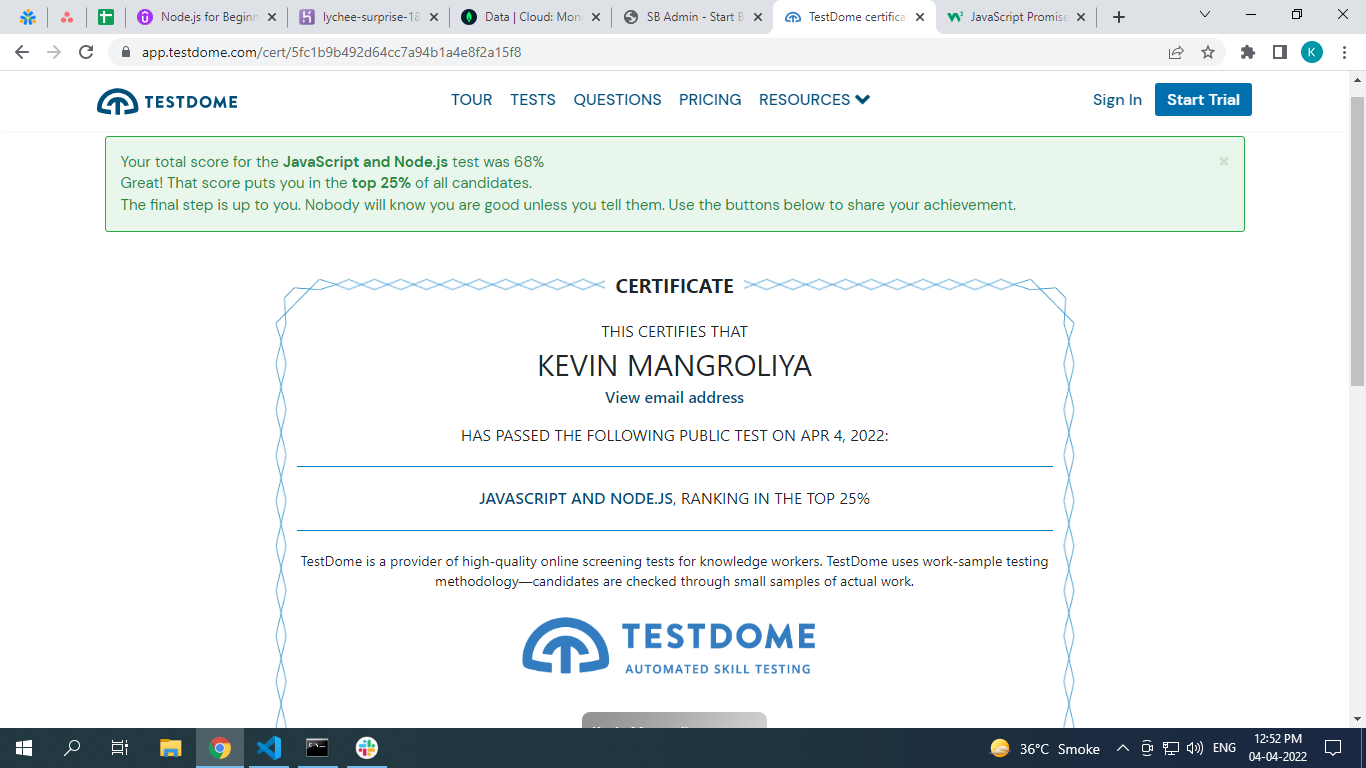 Node.js for Beginn
lychee-surprise-18
Data | Cloud: Mon
SB Admin - Start B
TestDome certifica
JavaScript Promise
app.testdome.com/cert/5fc1b9b492d64cc7a94b1a4e8f2a15f8
K
TESTDOME
TOUR TESTS QUESTIONS PRICING RESOURCES
Sign In Start Trial
Your total score for the JavaScript and Node.js test was 68%
×
Great! That score puts you in the top 25% of all candidates.
The final step is up to you. Nobody will know you are good unless you tell them. Use the buttons below to share your achievement.
CERTIFICATE
THIS CERTIFIES THAT
KEVIN MANGROLIYA
View email address
HAS PASSED THE FOLLOWING PUBLIC TEST ON APR 4, 2022:
JAVASCRIPT AND NODE.JS, RANKING IN THE TOP 25%
TestDome is a provider of high-quality online screening tests for knowledge workers. TestDome uses work-sample testing
methodology—candidates are checked through small samples of actual work.
TESTDOME
AUTOMATED SKILL TESTING
36°C Smoke
ENG
12:52 PM
04-04-2022